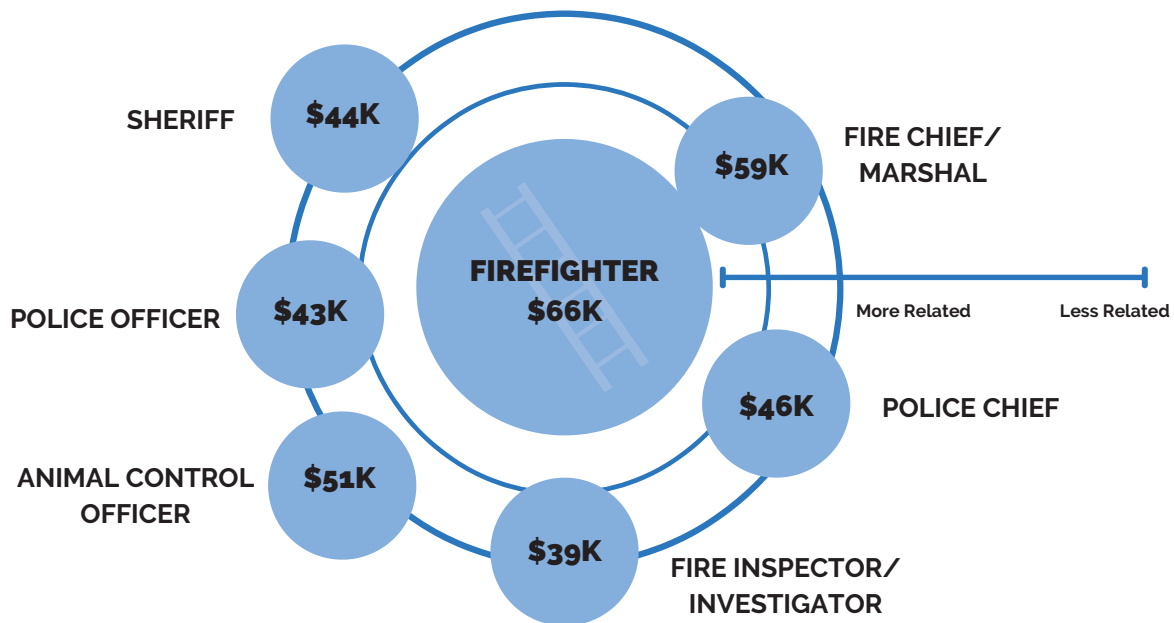 SHERIFF
$44K
$59K
FIRE CHIEF/
MARSHAL
FIREFIGHTER
$66K
More Related
Less Related
POLICE OFFICER
$43K
$46K
POLICE CHIEF
ANIMAL CONTROL
OFFICER
$51K
$39K
FIRE INSPECTOR/
INVESTIGATOR